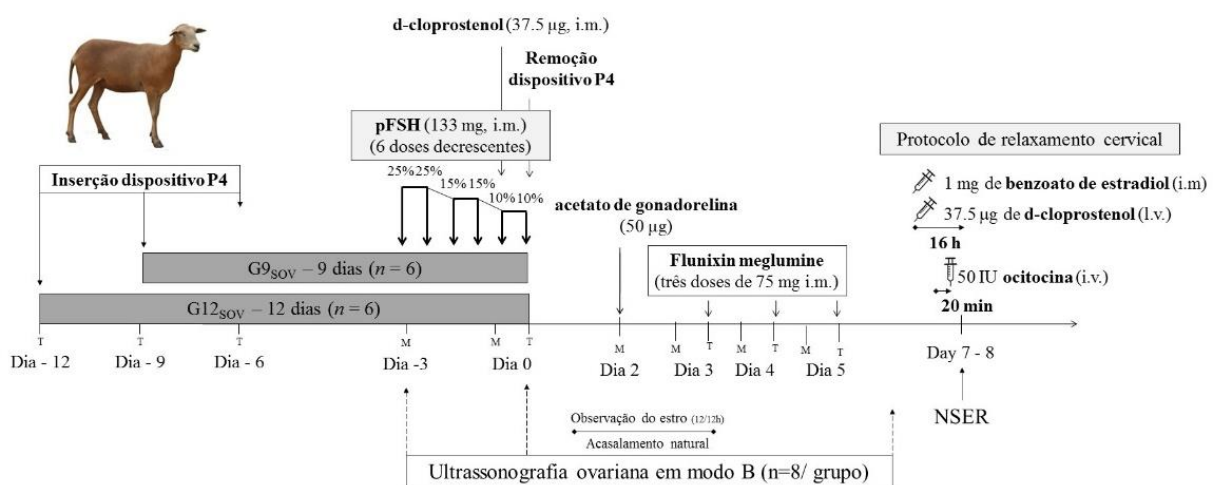 d-cloprostenol (37.5 µg, i.m.)
Remoção
dispositivo P4
pFSH (133 mg, i.m.)
(6 doses decrescentes)
Protocolo de relaxamento cervical
Inserção dispositivo P4
25% 25%
15% 15%
10% 10%
acetato de gonadorelina
(50 µg)
1 mg de benzoato de estradiol (i.m)
37.5 µg de d-cloprostenol (l.v.)
16 h
Flunixin meglumine
(três doses de 75 mg i.m.)
50 IU ocitocina (i.v.)
20 min
G9SOV – 9 dias (n = 6)
G12SOV – 12 dias (n = 6)
T T T M M T M M T M T M T
Dia - 12 Dia - 9 Dia - 6 Dia -3 Dia 0 Dia 2 Dia 3 Dia 4 Dia 5 Day 7 - 8
Observação do estro (12/12h)
Acasalamento natural
NSER
Ultrassonografia ovariana em modo B (n=8/ grupo)